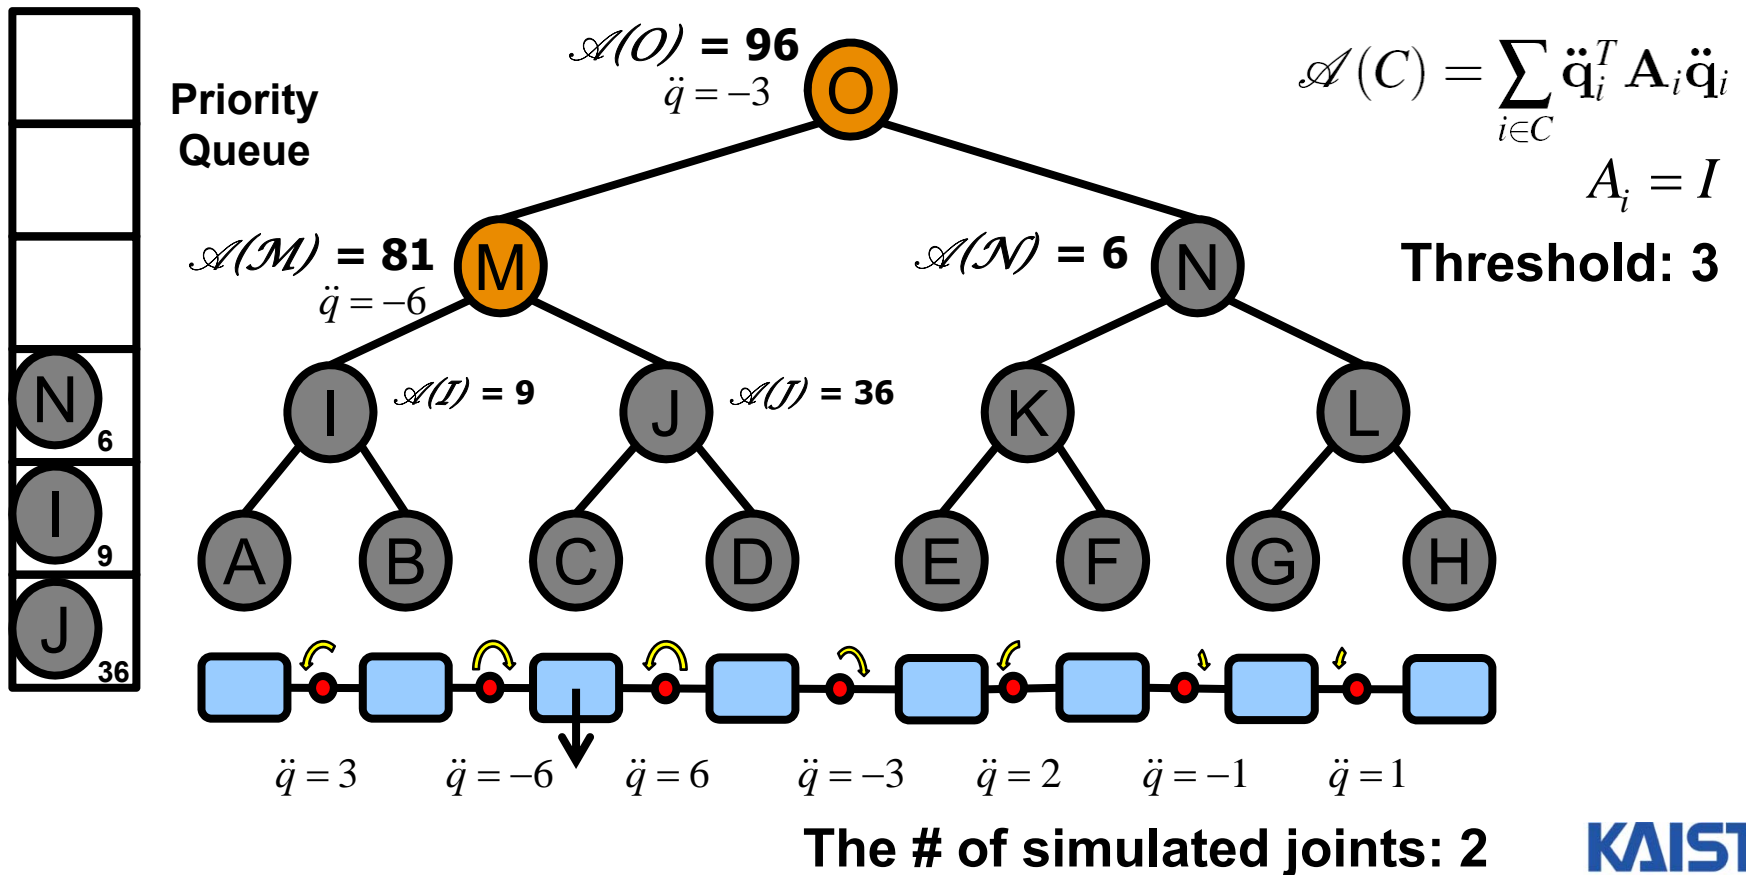 Priority
Queue
𝒜(O) = 96
q̈ = −3
O
𝒜(C) = ∑ q̈ᵢᵀ Aᵢ q̈ᵢ
i∈C
Aᵢ = I
Threshold: 3
𝒜(M) = 81
q̈ = −6
M
𝒜(N) = 6
N
N
6
I
9
J
36
I
𝒜(I) = 9
J
𝒜(J) = 36
K
L
A
B
C
D
E
F
G
H
q̈ = 3
q̈ = −6
q̈ = 6
q̈ = −3
q̈ = 2
q̈ = −1
q̈ = 1
The # of simulated joints: 2
KAIST